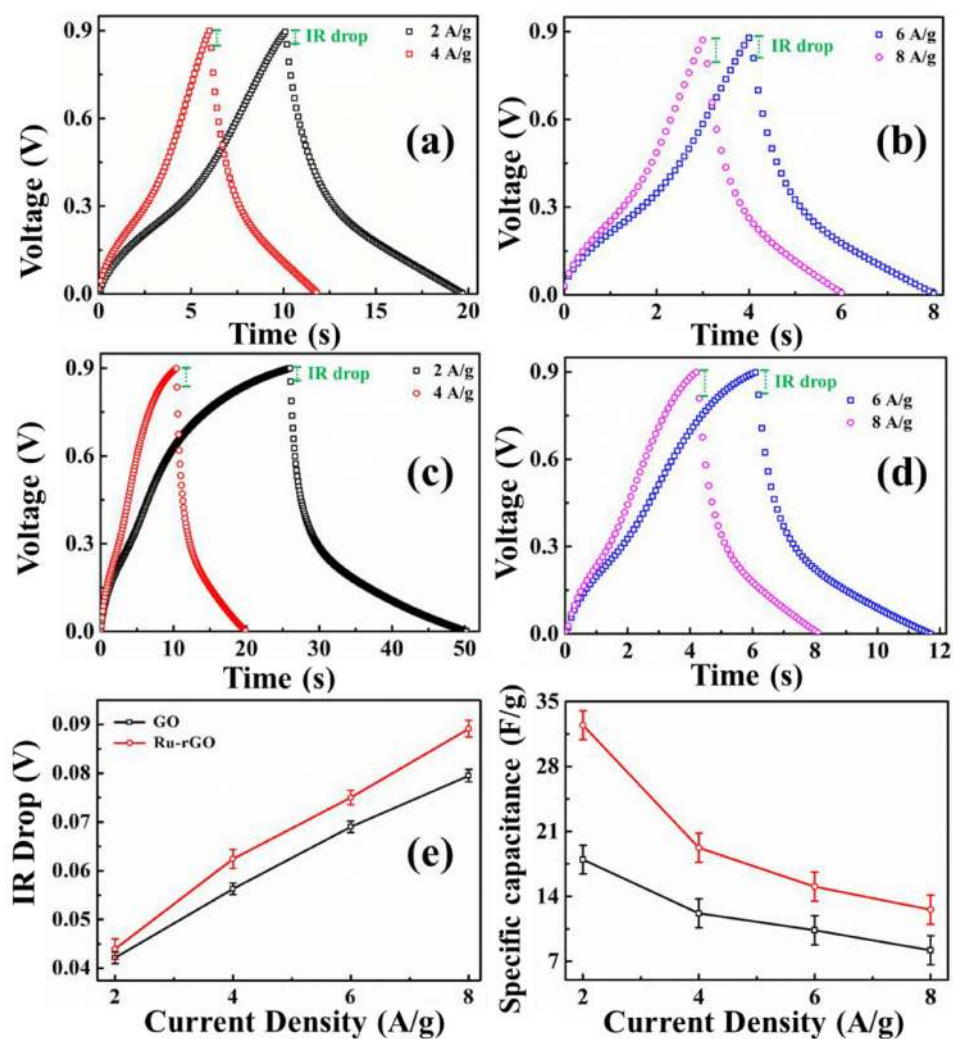 0.9
0.6
0.3
0.0
Voltage (V)
2 A/g
4 A/g
IR drop
(a)
0 5 10 15 20
Time (s)
0.9
0.6
0.3
0.0
Voltage (V)
6 A/g
8 A/g
IR drop
(b)
0 2 4 6 8
Time (s)
0.9
0.6
0.3
0.0
Voltage (V)
2 A/g
4 A/g
IR drop
(c)
0 10 20 30 40 50
Time (s)
0.9
0.6
0.3
0.0
Voltage (V)
6 A/g
8 A/g
IR drop
(d)
0 2 4 6 8 10 12
Time (s)
0.09
0.08
0.07
0.06
0.05
0.04
IR Drop (V)
GO
Ru-rGO
(e)
2 4 6 8
Current Density (A/g)
35
28
21
14
7
Specific capacitance (F/g)
2 4 6 8
Current Density (A/g)